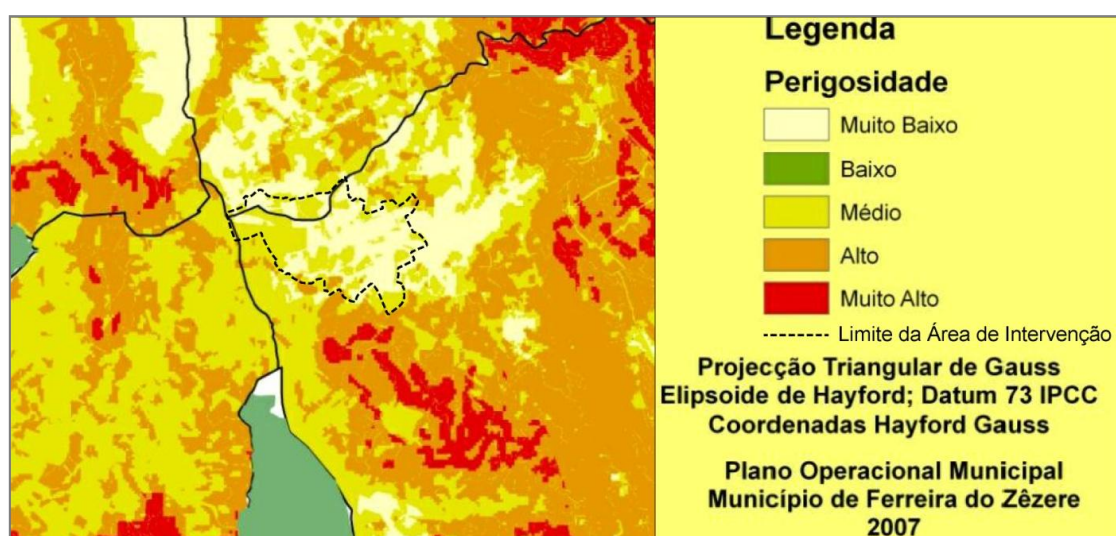 Legenda
Perigosidade
Muito Baixo
Baixo
Médio
Alto
Muito Alto
Limite da Área de Intervenção
Projecção Triangular de Gauss
Elipsoide de Hayford; Datum 73 IPCC
Coordenadas Hayford Gauss
Plano Operacional Municipal
Município de Ferreira do Zêzere
2007